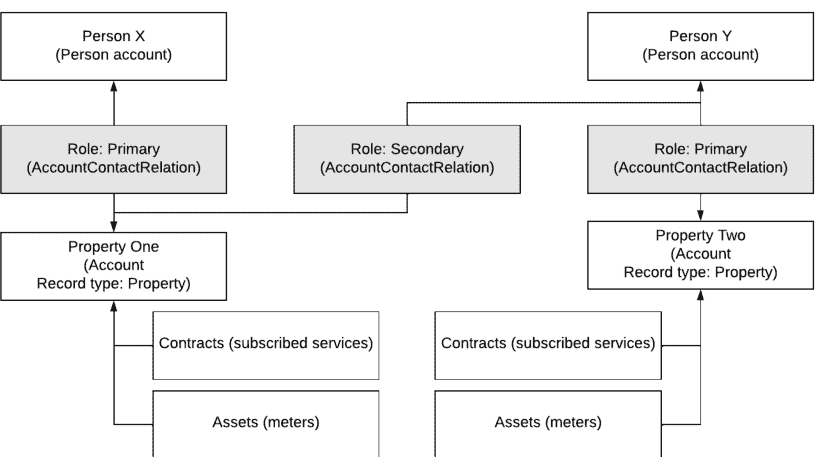 Person X
(Person account)
Person Y
(Person account)
Role: Primary
(AccountContactRelation)
Role: Secondary
(AccountContactRelation)
Role: Primary
(AccountContactRelation)
Property One
(Account
Record type: Property)
Property Two
(Account
Record type: Property)
Contracts (subscribed services)
Contracts (subscribed services)
Assets (meters)
Assets (meters)